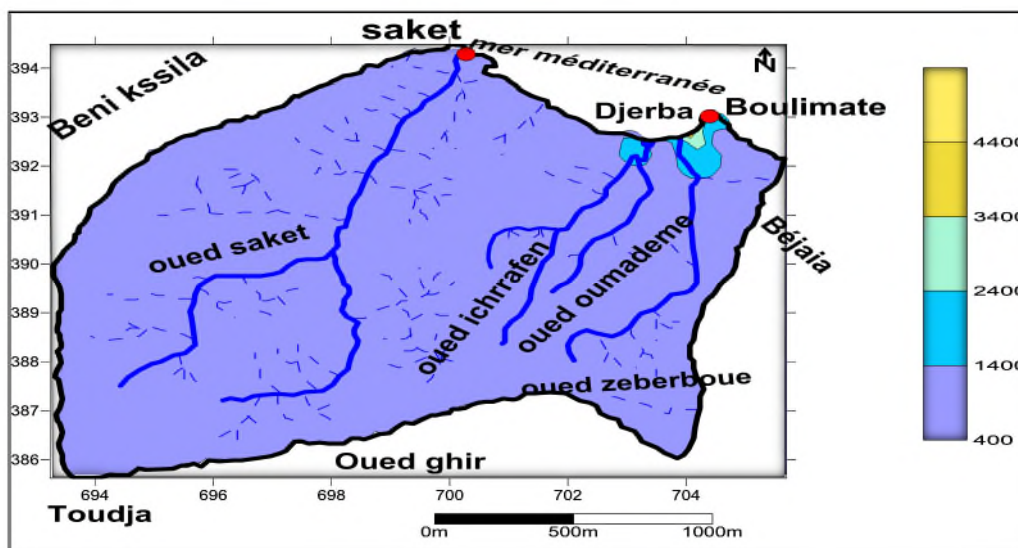 saket
mer méditerranée
N
Beni kssila
Djerba
Boulimate
394
393
392
391
390
389
388
387
386
oued saket
oued ichrrafen
oued oumademe
Béjaia
oued zeberboue
Oued ghir
694
696
698
700
702
704
Toudja
0m
500m
1000m
4400
3400
2400
1400
400